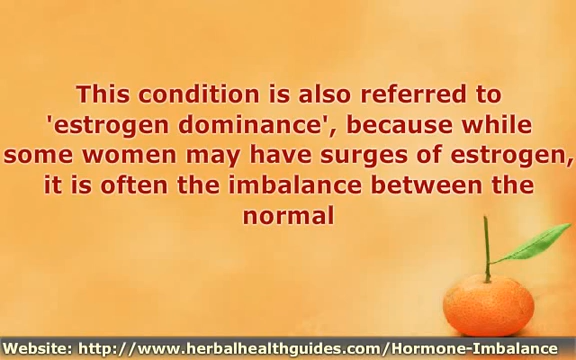 This condition is also referred to
'estrogen dominance', because while
some women may have surges of estrogen,
it is often the imbalance between the
normal
Website: http://www.herbalhealthguides.com/Hormone-Imbalance